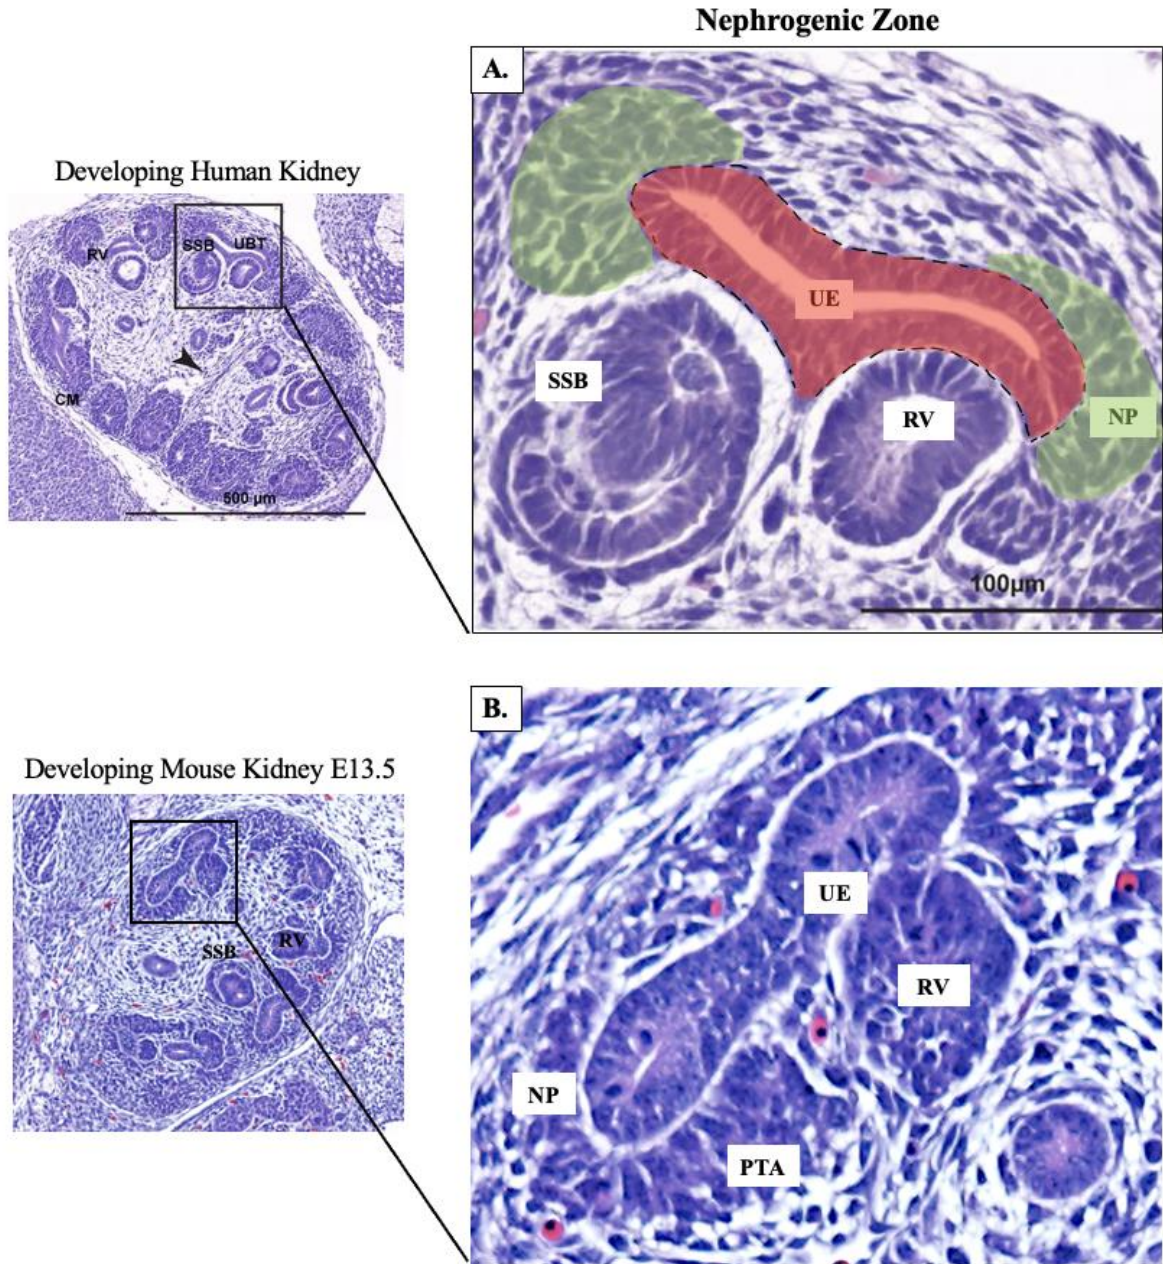 Nephrogenic Zone
A.
Developing Human Kidney
RV
SSB
UBT
CM
500 µm
UE
SSB
RV
NP
100µm
B.
Developing Mouse Kidney E13.5
SSB
RV
UE
RV
NP
PTA